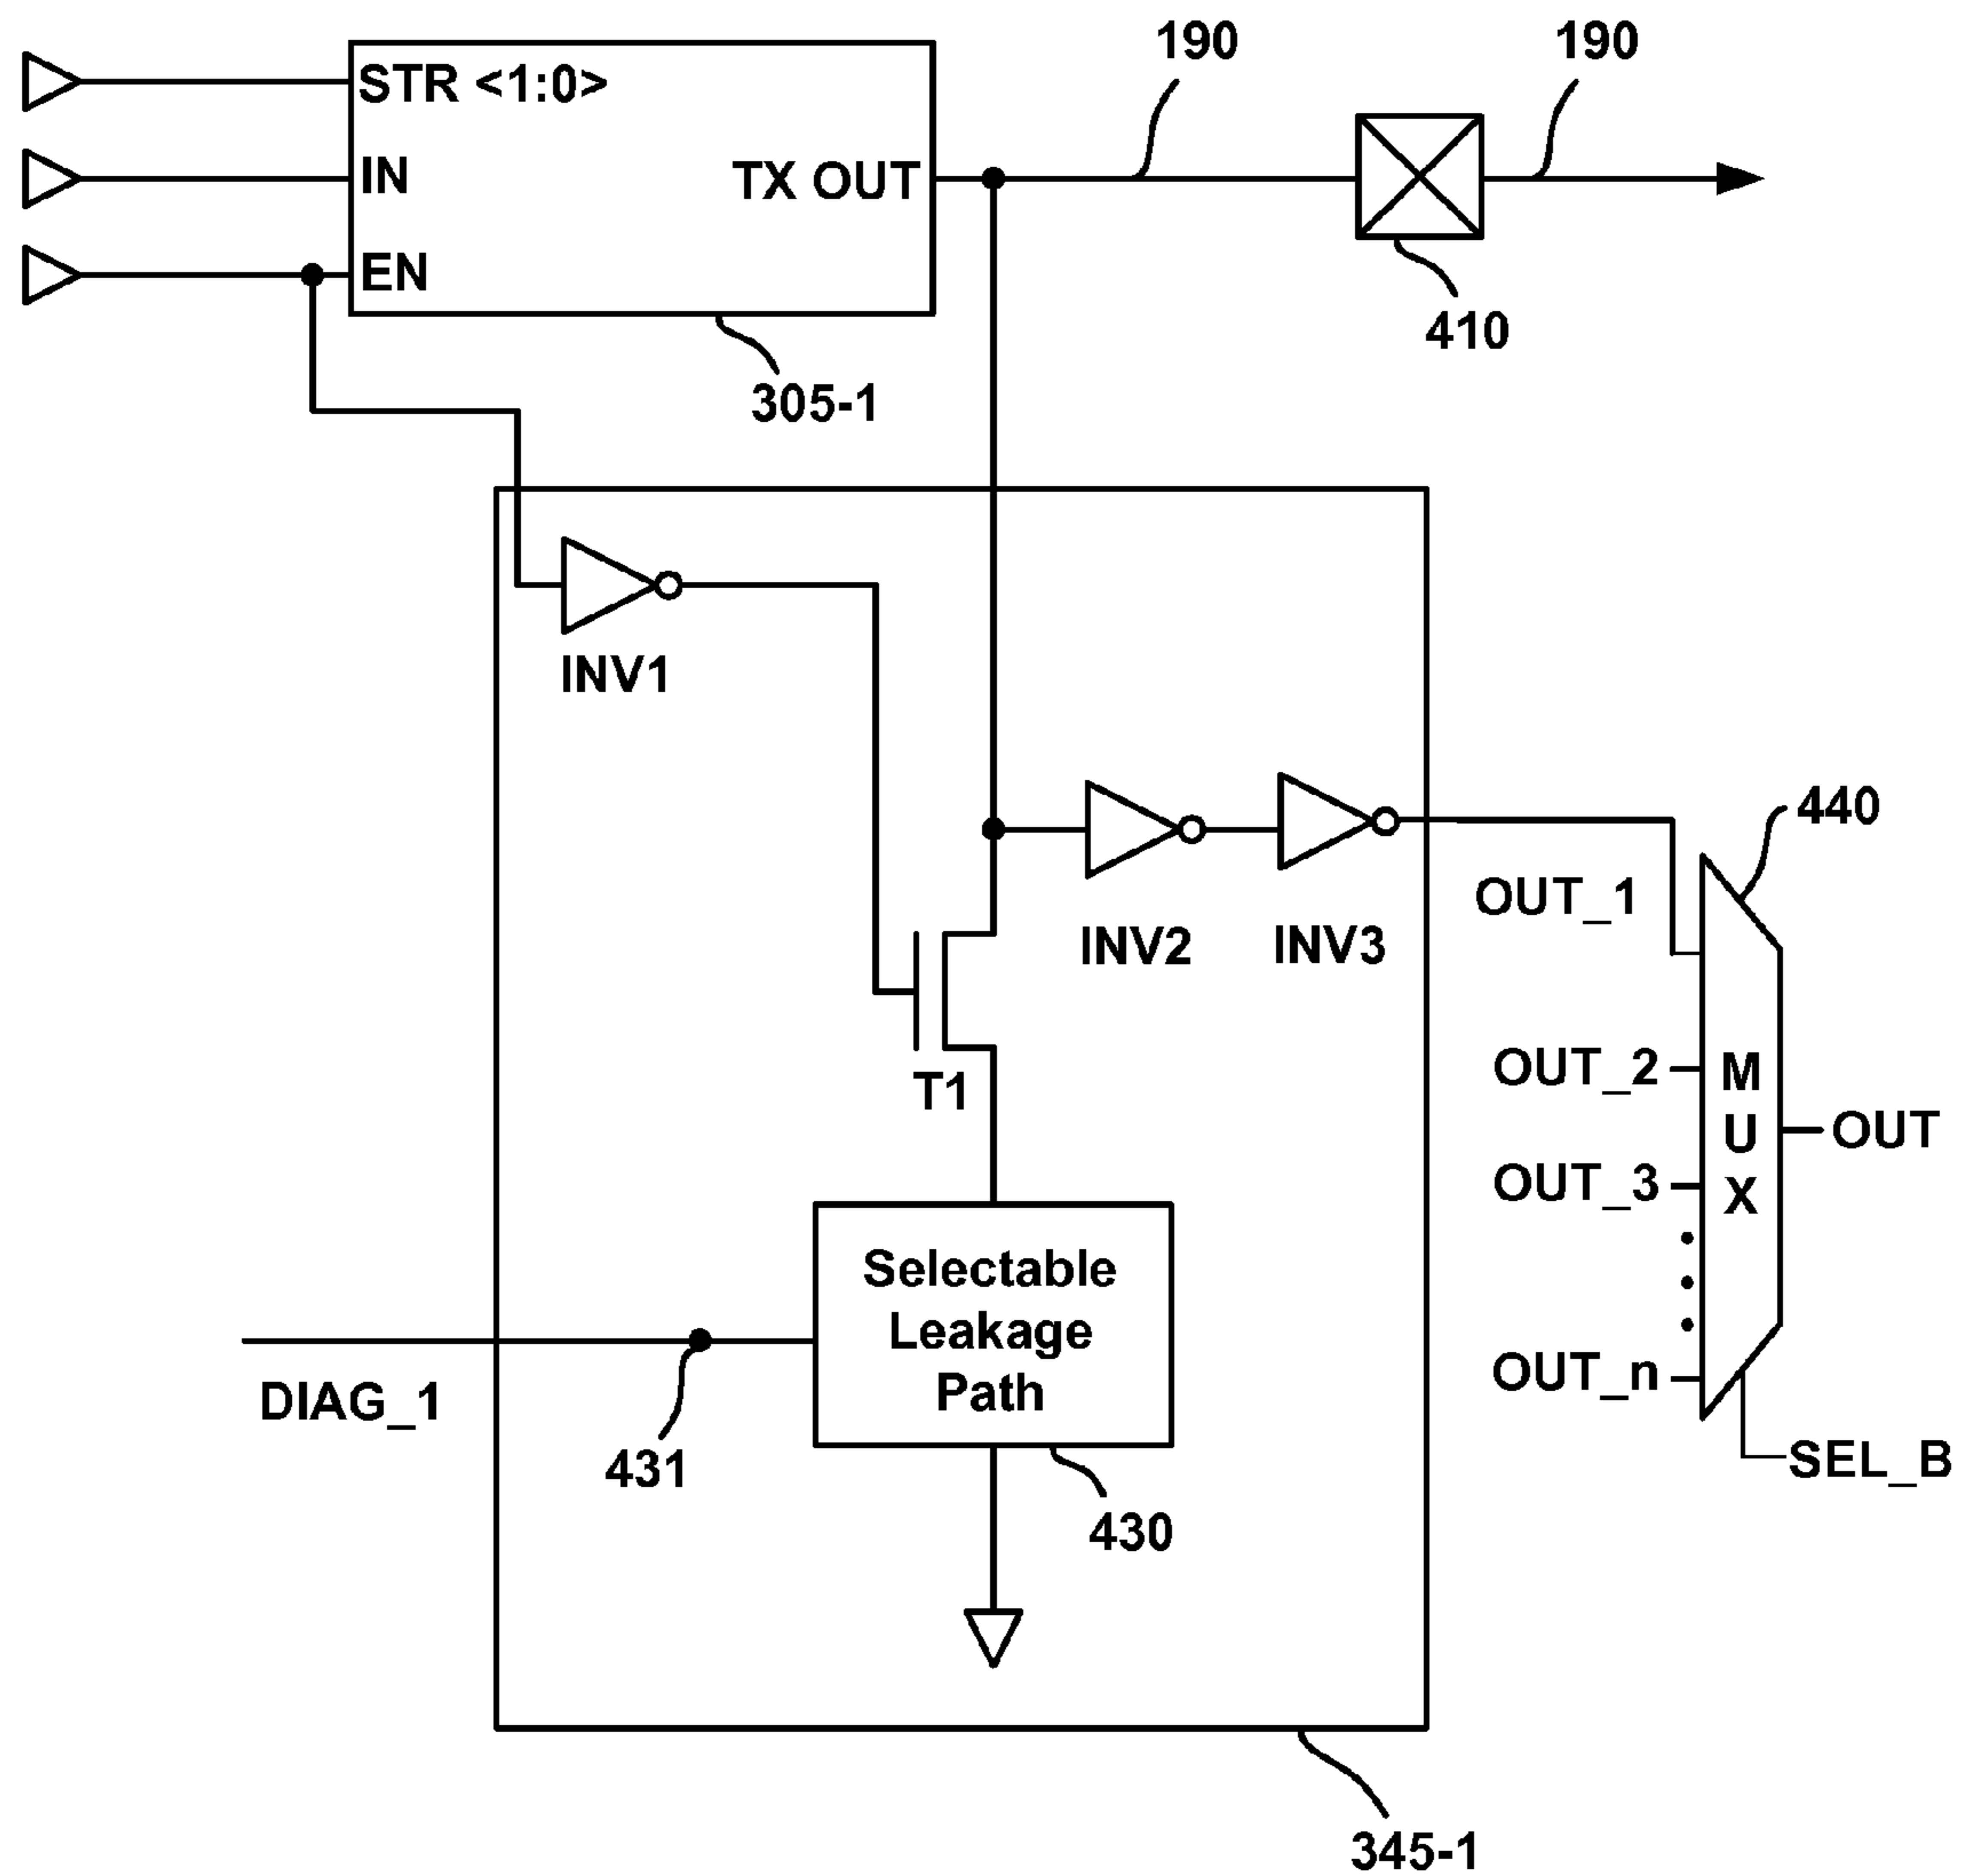 190
190
STR <1:0>
IN
TX OUT
EN
410
305-1
INV1
440
OUT_1
INV2
INV3
OUT_2
T1
M
U
X
OUT
OUT_3
Selectable
Leakage
Path
OUT_n
DIAG_1
431
SEL_B
430
345-1